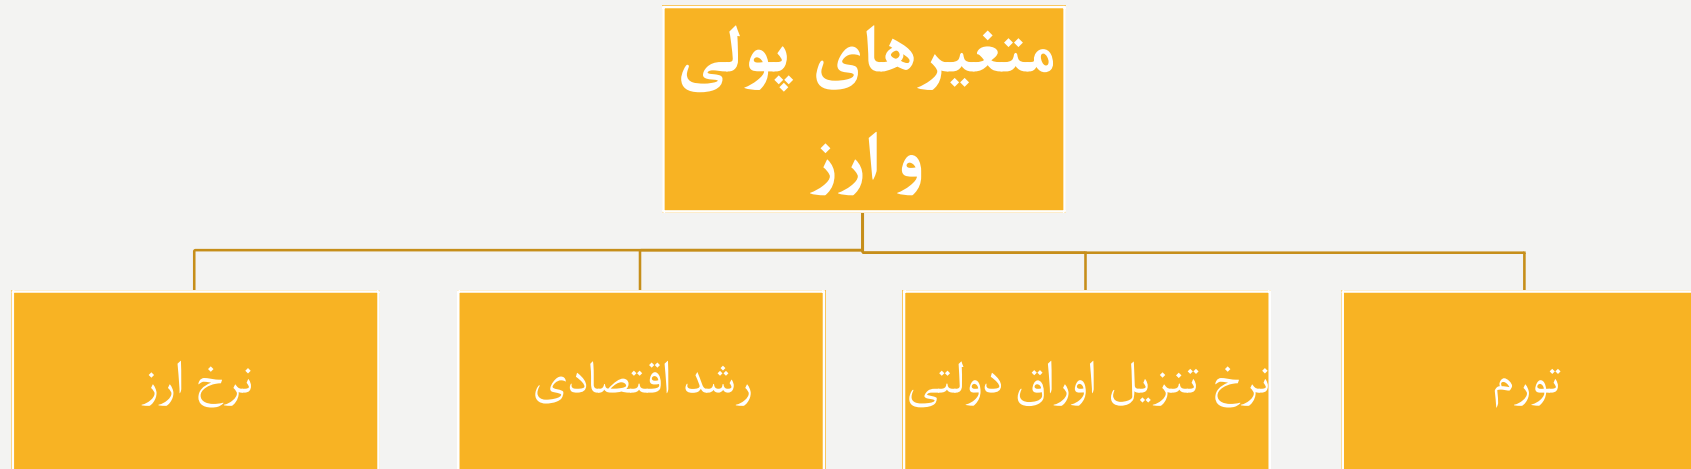 متغیرهای پولی
و ارز
تورم
نرخ تنزیل اوراق دولتی
رشد اقتصادی
نرخ ارز